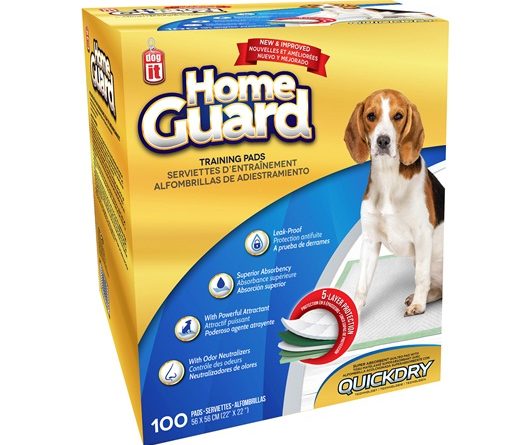 dog
it
NEW & IMPROVED
NOUVELLES ET AMÉLIORÉES
NUEVO Y MEJORADO
Home
Guard
TRAINING PADS
SERVIETTES D'ENTRAÎNEMENT
ALFOMBRILLAS DE ADIESTRAMIENTO
Leak-Proof
Protection antifuite
A prueba de derrames
Superior Absorbency
Absorbance supérieure
Absorción superior
With Powerful Attractant
Attractif puissant
Poderoso agente atrayente
With Odor Neutralizers
Contrôle des odeurs
Neutralizadores de olores
5-LAYER PROTECTION
QUICKDRY
TECHNOLOGY • TECHNOLOGIE • TECNOLOGÍA
100 PADS • SERVIETTES • ALFOMBRILLAS
56 X 56 CM (22" X 22")